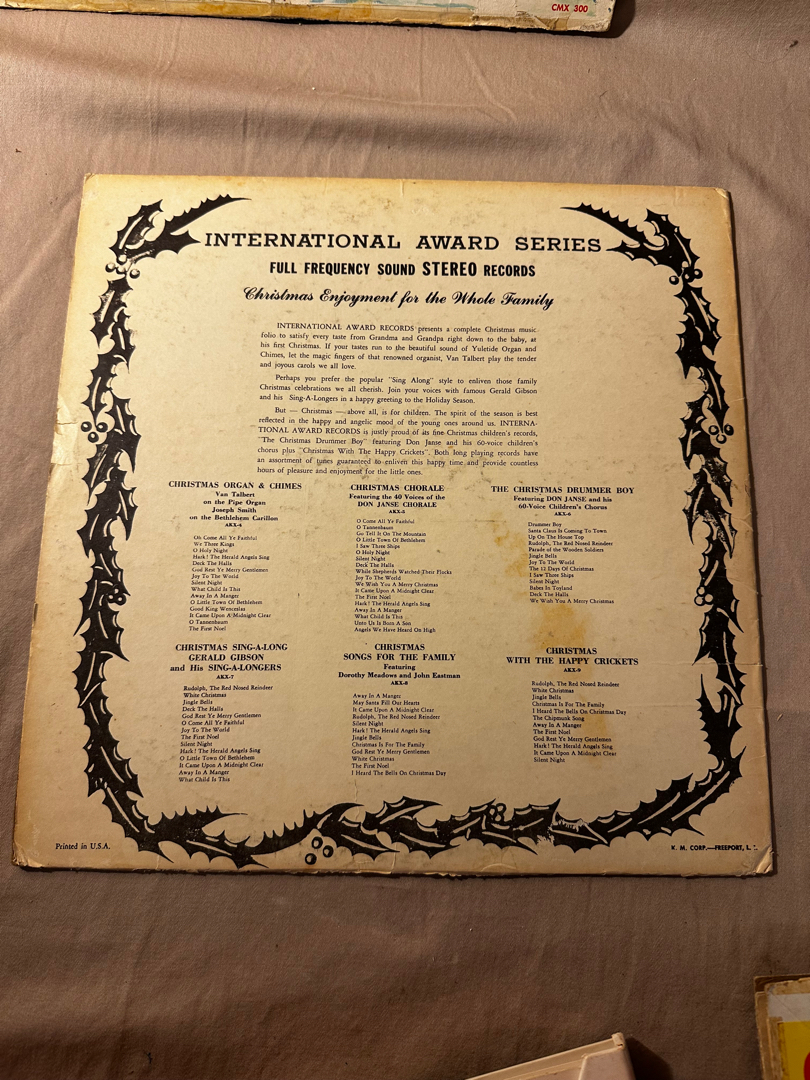 CMX 300
INTERNATIONAL AWARD SERIES
FULL FREQUENCY SOUND STEREO RECORDS
Christmas Enjoyment for the Whole Family
INTERNATIONAL AWARD RECORDS presents a complete Christmas music
folio to satisfy every taste from Grandma and Grandpa right down to the baby, at
his first Christmas. If your tastes run to the beautiful sound of Yuletide Organ and
Chimes, let the magic fingers of that renowned organist, Van Talbert play the tender
and joyous carols we all love.
Perhaps you prefer the popular "Sing Along" style to enliven those family
Christmas celebrations we all cherish. Join your voices with famous Gerald Gibson
and his Sing-A-Longers in a happy greeting to the Holiday Season.
But — Christmas — above all, is for children. The spirit of the season is best
reflected in the happy and angelic mood of the young ones around us. INTERNA-
TIONAL AWARD RECORDS is justly proud of its fine Christmas children's records,
"The Christmas Drummer Boy" featuring Don Janse and his 60-voice children's
chorus plus "Christmas With The Happy Crickets". Both long playing records have
an assortment of tunes guaranteed to enliven this happy time and provide countless
hours of pleasure and enjoyment for the little ones.
CHRISTMAS ORGAN & CHIMES
Van Talbert
on the Pipe Organ
Joseph Smith
on the Bethlehem Carillon
AKX-4
Oh Come All Ye Faithful
We Three Kings
O Holy Night
Hark! The Herald Angels Sing
Deck The Halls
God Rest Ye Merry Gentlemen
Joy To The World
Silent Night
What Child Is This
Away In A Manger
O Little Town Of Bethlehem
Good King Wenceslas
It Came Upon A Midnight Clear
O Tannenbaum
The First Noel
CHRISTMAS CHORALE
Featuring the 40 Voices of the
DON JANSE CHORALE
AKX-5
O Come All Ye Faithful
O Tannenbaum
Go Tell It On The Mountain
O Little Town Of Bethlehem
I Saw Three Ships
O Holy Night
Silent Night
Deck The Halls
While Shepherds Watched Their Flocks
Joy To The World
We Wish You A Merry Christmas
It Came Upon A Midnight Clear
The First Noel
Hark! The Herald Angels Sing
Away In A Manger
What Child Is This
Unto Us Is Born A Son
Angels We Have Heard On High
THE CHRISTMAS DRUMMER BOY
Featuring DON JANSE and his
60-Voice Children's Chorus
AKX-6
Drummer Boy
Santa Claus Is Coming To Town
Up On The House Top
Rudolph, The Red Nosed Reindeer
Parade of the Wooden Soldiers
Jingle Bells
Joy To The World
The 12 Days Of Christmas
I Saw Three Ships
Silent Night
Babes In Toyland
Deck The Halls
We Wish You A Merry Christmas
CHRISTMAS SING-A-LONG
GERALD GIBSON
and His SING-A-LONGERS
AKX-7
Rudolph, The Red Nosed Reindeer
White Christmas
Jingle Bells
Deck The Halls
God Rest Ye Merry Gentlemen
O Come All Ye Faithful
Joy To The World
The First Noel
Silent Night
Hark! The Herald Angels Sing
O Little Town Of Bethlehem
It Came Upon A Midnight Clear
Away In A Manger
What Child Is This
CHRISTMAS
SONGS FOR THE FAMILY
Featuring
Dorothy Meadows and John Eastman
AKX-8
Away In A Manger
May Santa Fill Our Hearts
It Came Upon A Midnight Clear
Rudolph, The Red Nosed Reindeer
Silent Night
Hark! The Herald Angel Sing
Jingle Bells
Christmas Is For The Family
God Rest Ye Merry Gentlemen
White Christmas
The First Noel
I Heard The Bells On Christmas Day
CHRISTMAS
WITH THE HAPPY CRICKETS
AKX-9
Rudolph, The Red Nosed Reindeer
White Christmas
Jingle Bells
Christmas Is For The Family
I Heard The Bells On Christmas Day
The Chipmunk Song
Away In A Manger
The First Noel
God Rest Ye Merry Gentlemen
Hark! The Herald Angels Sing
It Came Upon A Midnight Clear
Silent Night
Printed in U.S.A.
K. M. CORP.—FREEPORT, L.